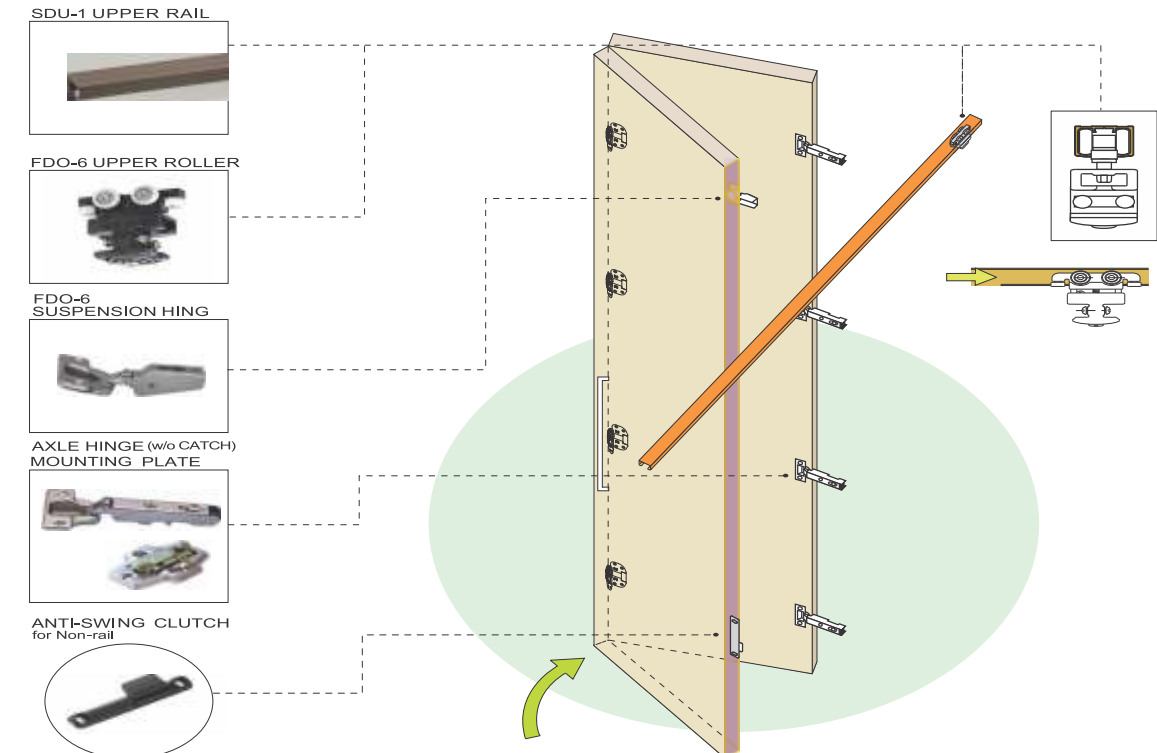 SDU-1 UPPER RAIL
FDO-6 UPPER ROLLER
FDO-6
SUSPENSION HING
AXLE HINGE (w/o CATCH)
MOUNTING PLATE
ANTI-SWING CLUTCH
for Non-rail